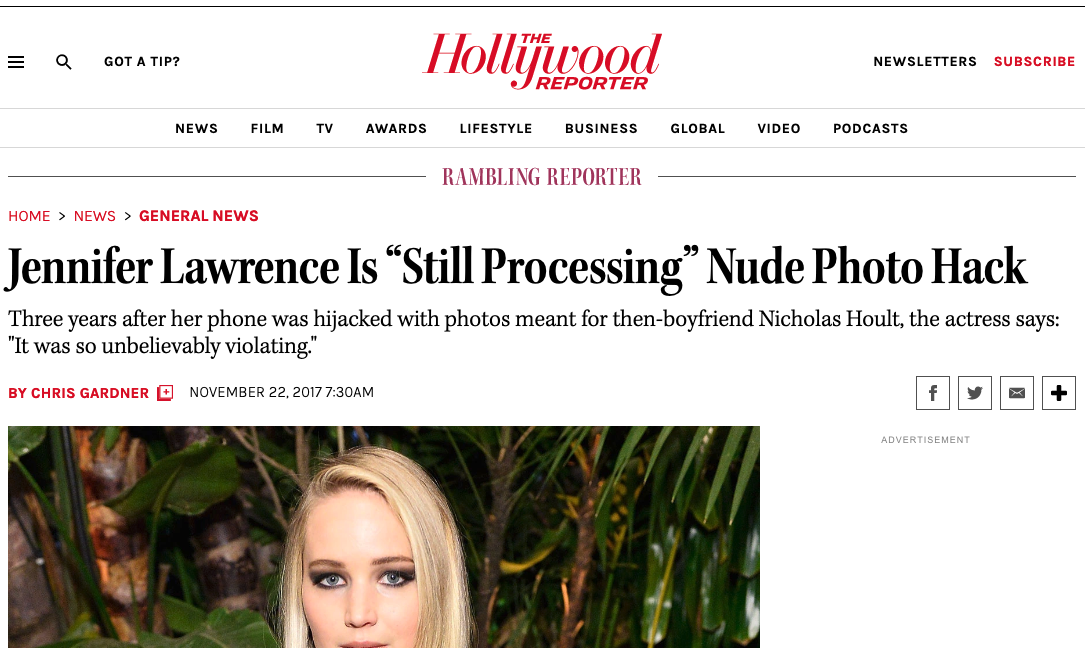 GOT A TIP?
THE
Hollywood
REPORTER
NEWSLETTERS SUBSCRIBE
NEWS FILM TV AWARDS LIFESTYLE BUSINESS GLOBAL VIDEO PODCASTS
RAMBLING REPORTER
HOME > NEWS > GENERAL NEWS
Jennifer Lawrence Is “Still Processing” Nude Photo Hack
Three years after her phone was hijacked with photos meant for then-boyfriend Nicholas Hoult, the actress says:
"It was so unbelievably violating."
BY CHRIS GARDNER NOVEMBER 22, 2017 7:30AM
ADVERTISEMENT